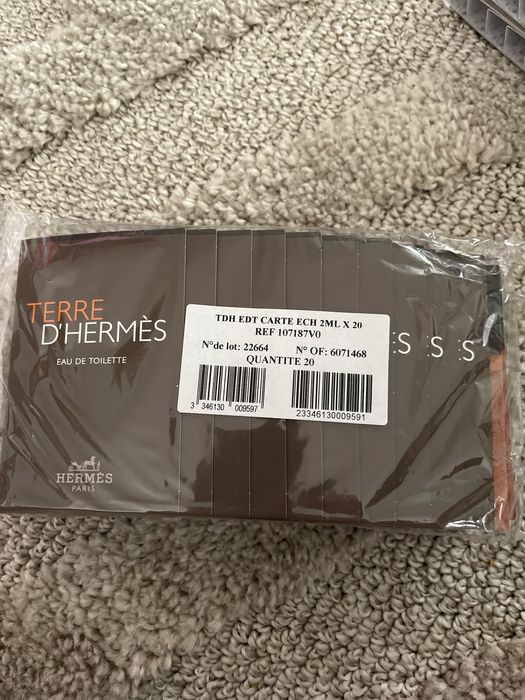 TERRE
D'HERMÈS
EAU DE TOILETTE
HERMÈS
PARIS
TDH EDT CARTE ECH 2ML X 20
REF 107187V0
N°de lot: 22664 N° OF: 6071468
QUANTITE 20
3 346130 009597
23346130009591
ES
S
S